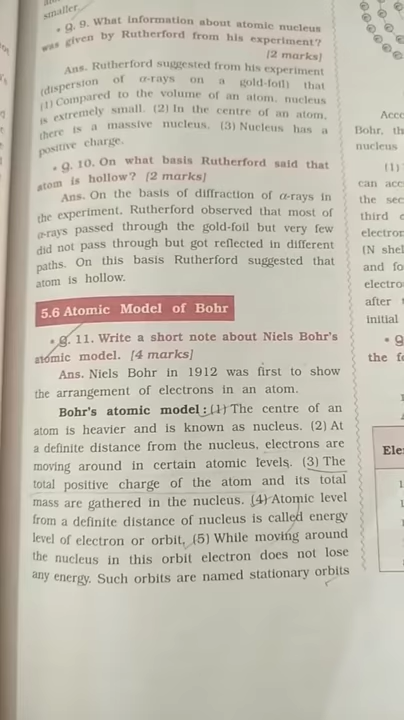 smaller.
• Q. 9. What information about atomic nucleus
was given by Rutherford from his experiment?
[2 marks]
Ans. Rutherford suggested from his experiment
(dispersion of α-rays on a gold-foil) that
(1) Compared to the volume of an atom, nucleus
is extremely small. (2) In the centre of an atom,
there is a massive nucleus. (3) Nucleus has a
positive charge.
• Q. 10. On what basis Rutherford said that
atom is hollow? [2 marks]
Ans. On the basis of diffraction of α-rays in
the experiment, Rutherford observed that most of
α-rays passed through the gold-foil but very few
did not pass through but got reflected in different
paths. On this basis Rutherford suggested that
atom is hollow.
5.6 Atomic Model of Bohr
• Q. 11. Write a short note about Niels Bohr's
atomic model. [4 marks]
Ans. Niels Bohr in 1912 was first to show
the arrangement of electrons in an atom.
Bohr's atomic model : (1) The centre of an
atom is heavier and is known as nucleus. (2) At
a definite distance from the nucleus, electrons are
moving around in certain atomic levels. (3) The
total positive charge of the atom and its total
mass are gathered in the nucleus. (4) Atomic level
from a definite distance of nucleus is called energy
level of electron or orbit. (5) While moving around
the nucleus in this orbit electron does not lose
any energy. Such orbits are named stationary orbits
Acco
Bohr, th
nucleus
(1)
can acc
the sec
third
electror
(N shel
and fo
electro
after
initial
• Q
the f
Ele